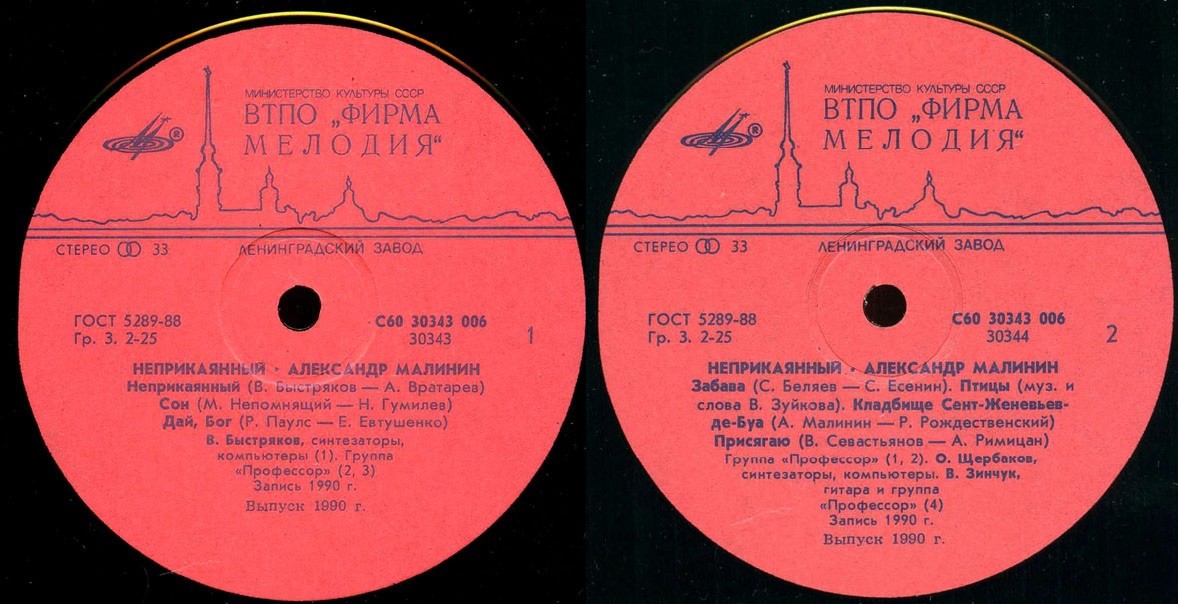 МИНИСТЕРСТВО КУЛЬТУРЫ СССР
ВТПО „ФИРМА
МЕЛОДИЯ“
®
СТЕРЕО 33
ЛЕНИНГРАДСКИЙ ЗАВОД
ГОСТ 5289-88
Гр. 3. 2-25
С60 30343 006
30343
1
НЕПРИКАЯННЫЙ · АЛЕКСАНДР МАЛИНИН
Неприкаянный (В. Быстряков — А. Вратарев)
Сон (М. Непомнящий — Н. Гумилев)
Дай, Бог (Р. Паулс — Е. Евтушенко)
В. Быстряков, синтезаторы,
компьютеры (1). Группа
«Профессор» (2, 3)
Запись 1990 г.
Выпуск 1990 г.
МИНИСТЕРСТВО КУЛЬТУРЫ СССР
ВТПО „ФИРМА
МЕЛОДИЯ“
®
СТЕРЕО 33
ЛЕНИНГРАДСКИЙ ЗАВОД
ГОСТ 5289-88
Гр. 3. 2-25
С60 30343 006
30344
2
НЕПРИКАЯННЫЙ · АЛЕКСАНДР МАЛИНИН
Забава (С. Беляев — С. Есенин). Птицы (муз. и
слова В. Зуйкова). Кладбище Сент-Женевьев-
де-Буа (А. Малинин — Р. Рождественский)
Присягаю (В. Севастьянов — А. Римицан)
Группа «Профессор» (1, 2). О. Щербаков,
синтезаторы, компьютеры. В. Зинчук,
гитара и группа
«Профессор» (4)
Запись 1990 г.
Выпуск 1990 г.